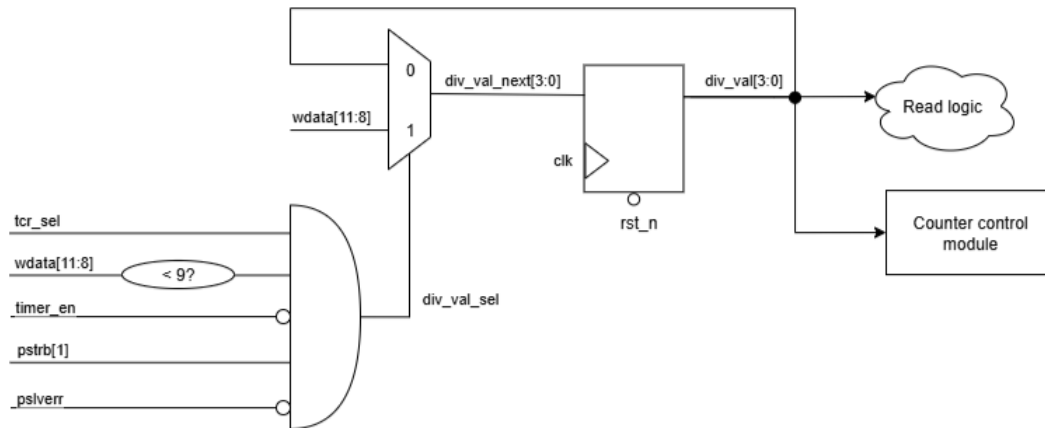 0
div_val_next[3:0]
div_val[3:0]
Read logic
wdata[11:8]
1
clk
rst_n
Counter control
module
tcr_sel
wdata[11:8]
< 9?
div_val_sel
timer_en
pstrb[1]
pslverr